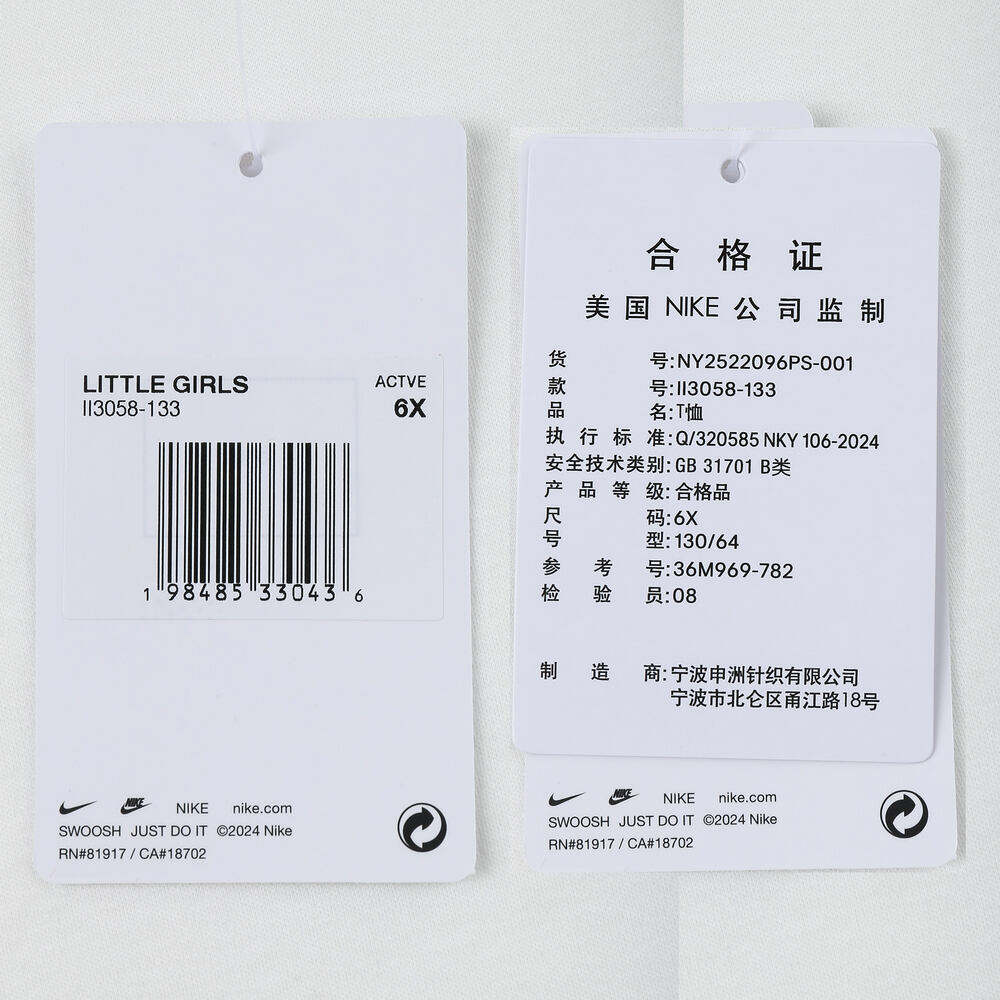 LITTLE GIRLS
ACTVE
II3058-133
6X
1 98485 33043 6
NIKE
NIKE nike.com
SWOOSH JUST DO IT ©2024 Nike
RN#81917 / CA#18702
合格证
美国NIKE公司监制
货号:NY2522096PS-001
款号:II3058-133
品名:T恤
执行标准:Q/320585 NKY 106-2024
安全技术类别:GB 31701 B类
产品等级:合格品
尺码:6X
号型:130/64
参考号:36M969-782
检验员:08
制造商:宁波申洲针织有限公司
宁波市北仑区甬江路18号
NIKE
NIKE nike.com
SWOOSH JUST DO IT ©2024 Nike
RN#81917 / CA#18702